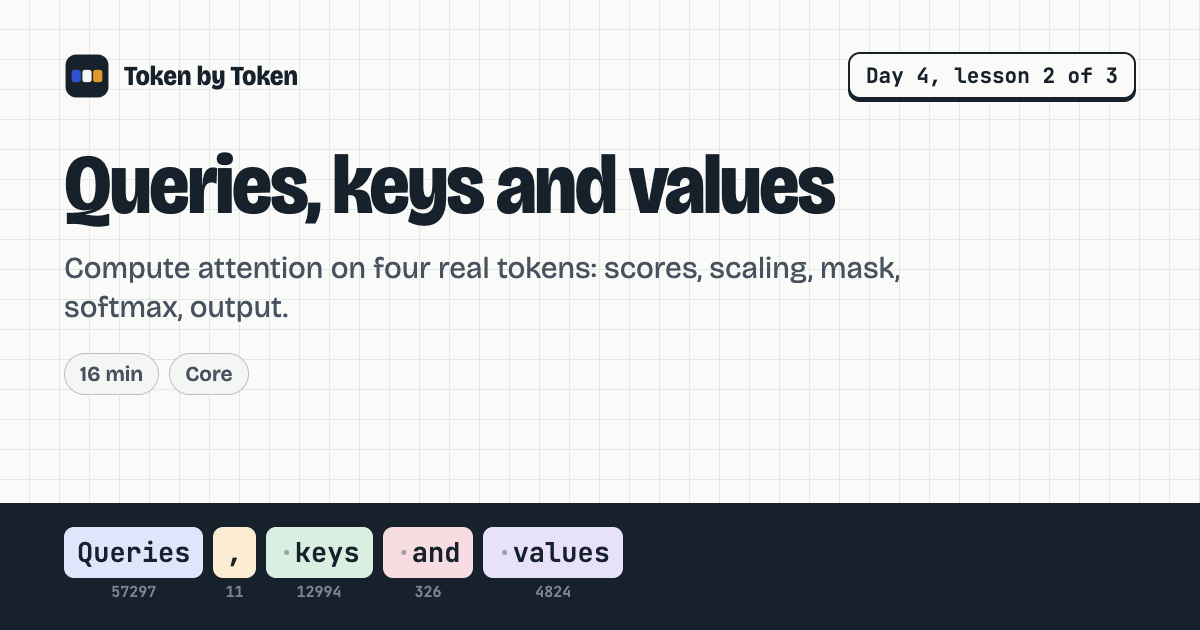 Token by Token
Day 4, lesson 2 of 3
Queries, keys and values
Compute attention on four real tokens: scores, scaling, mask,
softmax, output.
16 min
Core
Queries , ·keys ·and ·values
57297 11 12994 326 4824